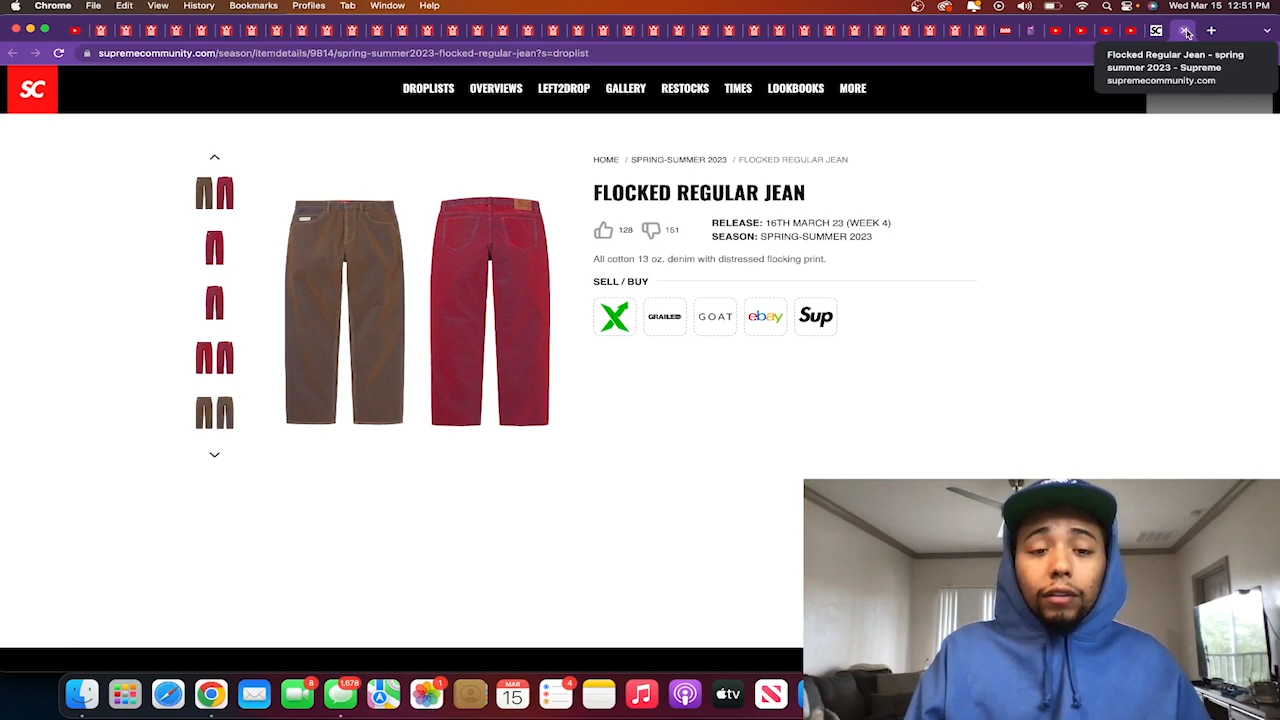 Chrome File Edit View History Bookmarks Profiles Tab Window Help
Wed Mar 15 12:51 PM
SC
supremecommunity.com/season/itemdetails/9814/spring-summer2023-flocked-regular-jean?s=droplist
Flocked Regular Jean - spring
summer 2023 - Supreme
supremecommunity.com
SC
DROPLISTS OVERVIEWS LEFT2DROP GALLERY RESTOCKS TIMES LOOKBOOKS MORE
HOME / SPRING-SUMMER 2023 / FLOCKED REGULAR JEAN
FLOCKED REGULAR JEAN
128 151
RELEASE: 16TH MARCH 23 (WEEK 4)
SEASON: SPRING-SUMMER 2023
All cotton 13 oz. denim with distressed flocking print.
SELL / BUY
GRAILED GOAT ebay Sup
8 1,678 1 4
MAR
15
tv